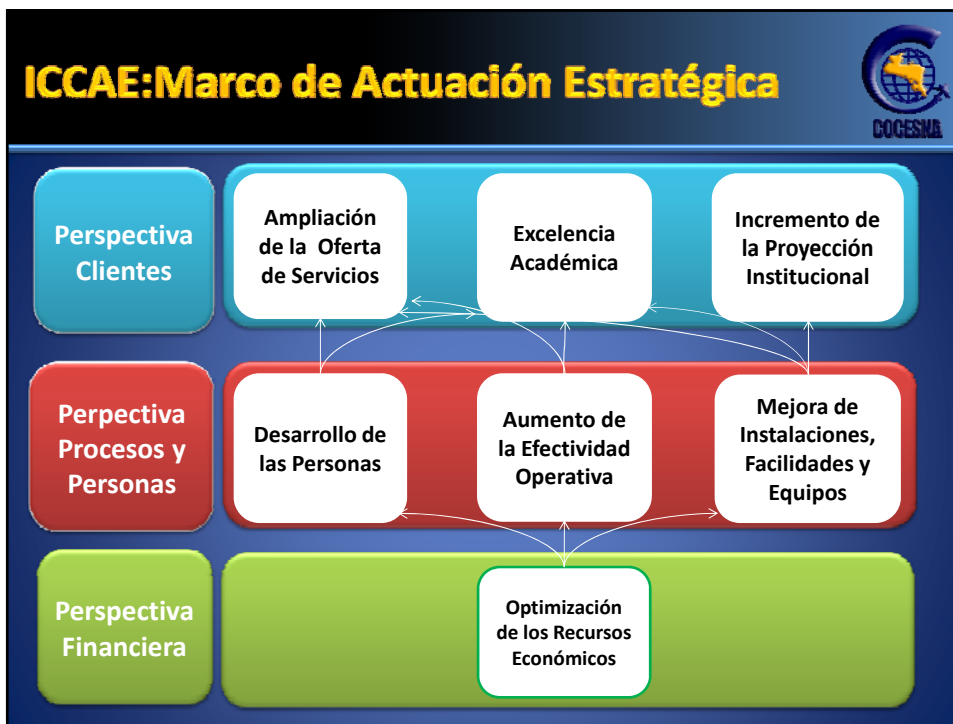 ICCAE:Marco de Actuación Estratégica
COCESNA
Perspectiva
Clientes
Ampliación
de la Oferta
de Servicios
Excelencia
Académica
Incremento de
la Proyección
Institucional
Perpectiva
Procesos y
Personas
Desarrollo de
las Personas
Aumento de
la Efectividad
Operativa
Mejora de
Instalaciones,
Facilidades y
Equipos
Perspectiva
Financiera
Optimización
de los Recursos
Económicos